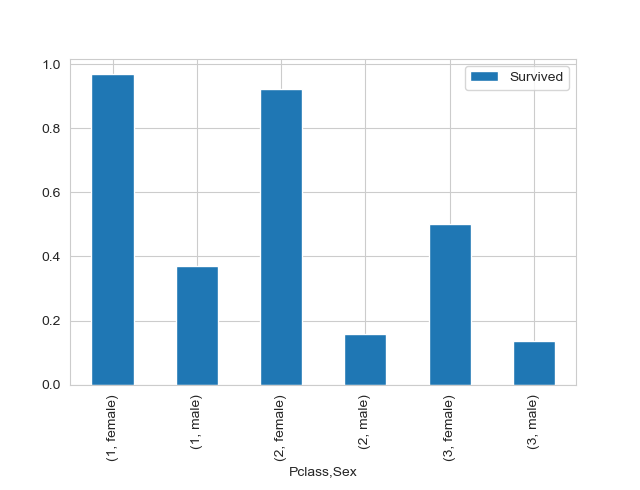 1.0
0.8
0.6
0.4
0.2
0.0
Survived
(1, female)
(1, male)
(2, female)
(2, male)
(3, female)
(3, male)
Pclass,Sex